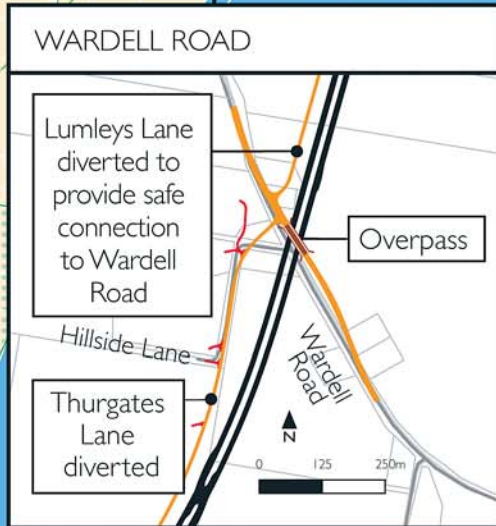 WARDELL ROAD
Lumleys Lane
diverted to
provide safe
connection
to Wardell
Road
Overpass
Hillside Lane
Wardell
Road
Thurgates
Lane
diverted
N
0 125 250m